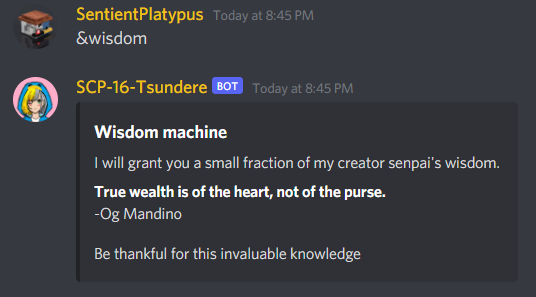 SentientPlatypus Today at 8:45 PM
&wisdom
SCP-16-Tsundere BOT Today at 8:45 PM
Wisdom machine
I will grant you a small fraction of my creator senpai's wisdom.
True wealth is of the heart, not of the purse.
-Og Mandino
Be thankful for this invaluable knowledge